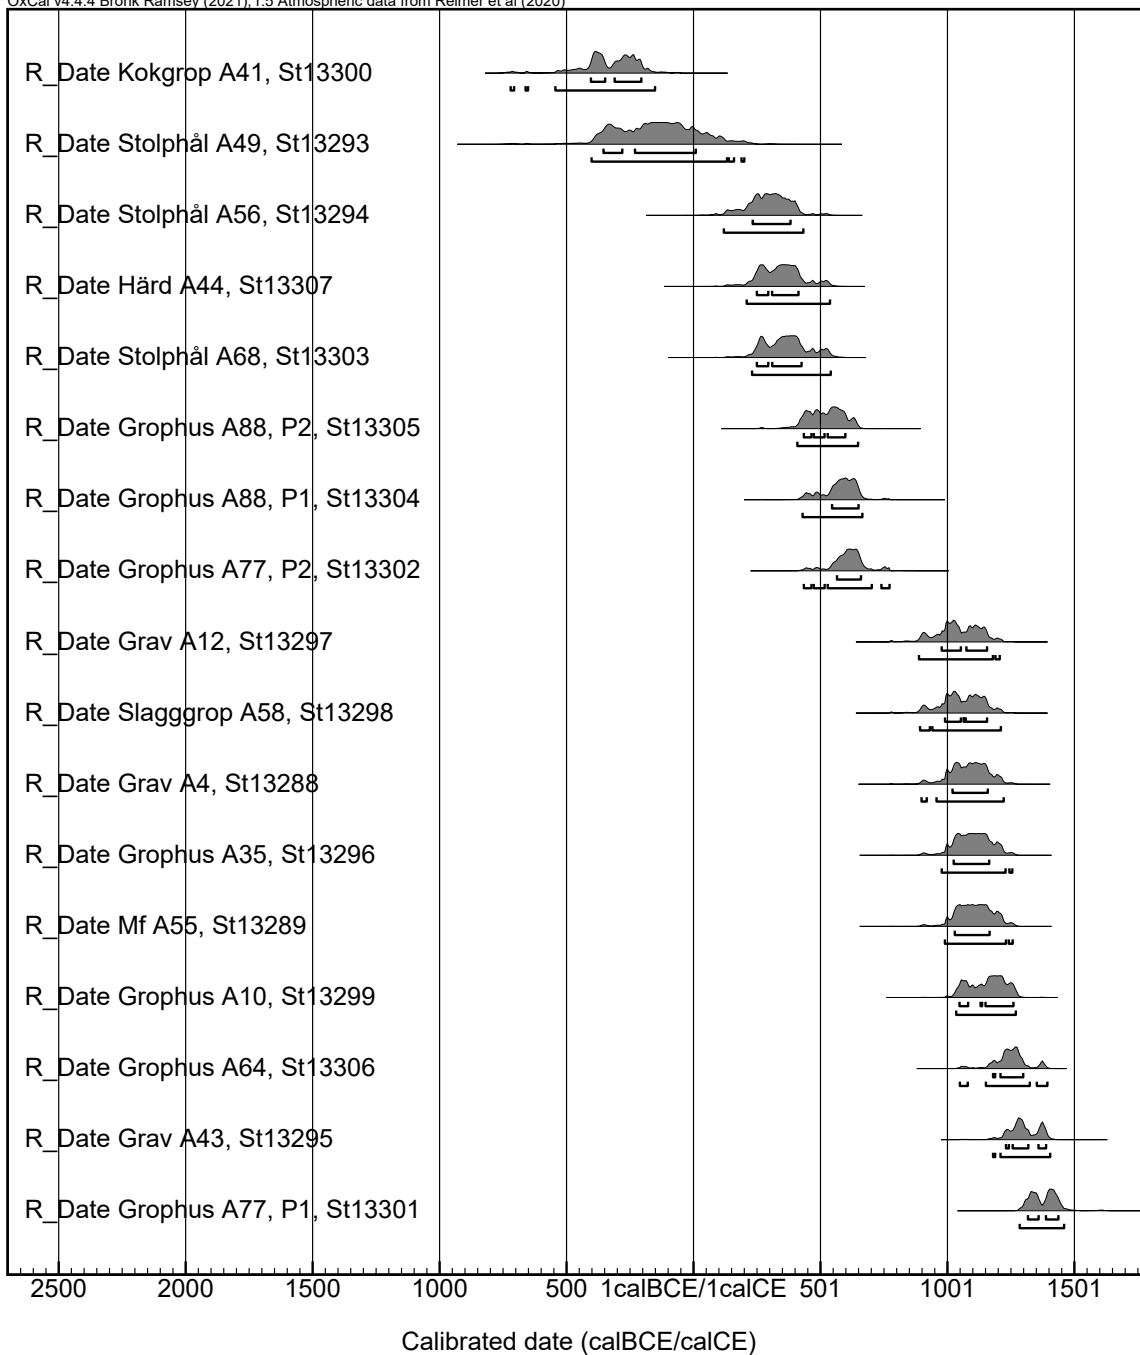 OxCal v4.4.4 Bronk Ramsey (2021); r:5 Atmospheric data from Reimer et al (2020)
R_Date Kokgrop A41, St13300
R_Date Stolphål A49, St13293
R_Date Stolphål A56, St13294
R_Date Härd A44, St13307
R_Date Stolphål A68, St13303
R_Date Grophus A88, P2, St13305
R_Date Grophus A88, P1, St13304
R_Date Grophus A77, P2, St13302
R_Date Grav A12, St13297
R_Date Slagggrop A58, St13298
R_Date Grav A4, St13288
R_Date Grophus A35, St13296
R_Date Mf A55, St13289
R_Date Grophus A10, St13299
R_Date Grophus A64, St13306
R_Date Grav A43, St13295
R_Date Grophus A77, P1, St13301
2500 2000 1500 1000 500 1calBCE/1calCE 501 1001 1501
Calibrated date (calBCE/calCE)